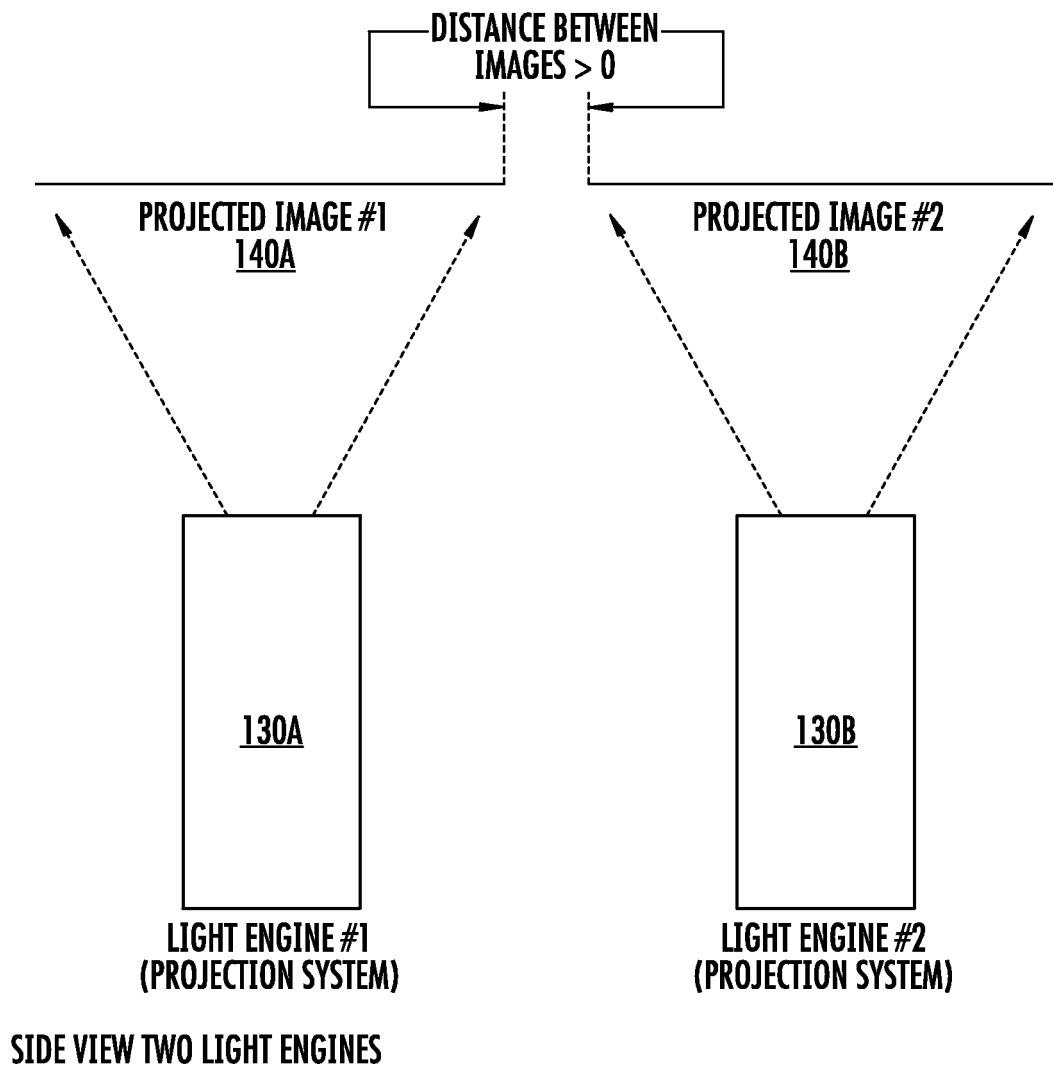 DISTANCE BETWEEN
IMAGES > 0
PROJECTED IMAGE #1
140A
PROJECTED IMAGE #2
140B
130A
130B
LIGHT ENGINE #1
(PROJECTION SYSTEM)
LIGHT ENGINE #2
(PROJECTION SYSTEM)
SIDE VIEW TWO LIGHT ENGINES